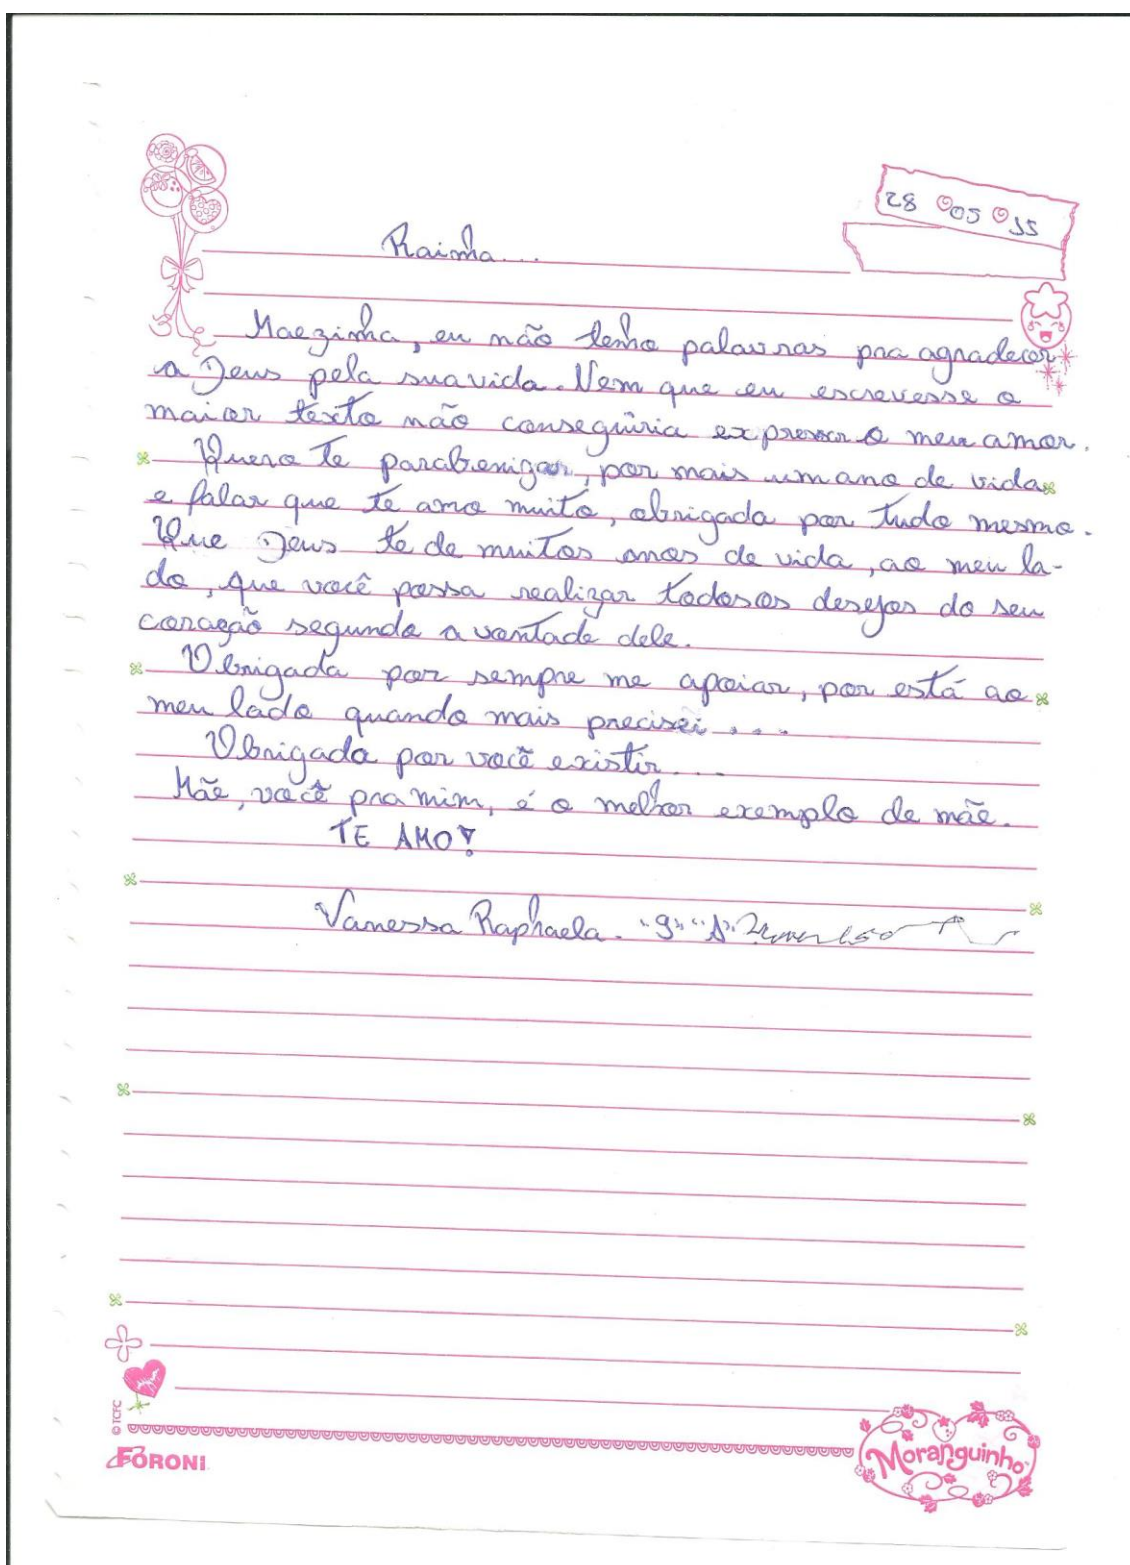 28 05 15
Rainha...
Maezinha, eu não tenho palavras pra agradecer
a Deus pela sua vida. Nem que eu escrevesse o
maior texto não conseguiria expressar o meu amor.
Quero te parabenizar, por mais um ano de vida
e falar que te amo muito, obrigada por tudo mesmo.
Que Deus te de muitos anos de vida, ao meu la-
do, que você possa realizar todos os desejos do seu
coração segundo a vontade dele.
Obrigada por sempre me apoiar, por está ao
meu lado quando mais precisei...
Obrigada por você existir...
Mãe, você pra mim, é o melhor exemplo de mãe.
TE AMO!
Vanessa Raphaela. "9" "A"
© TCFC
FORONI
Moranguinho